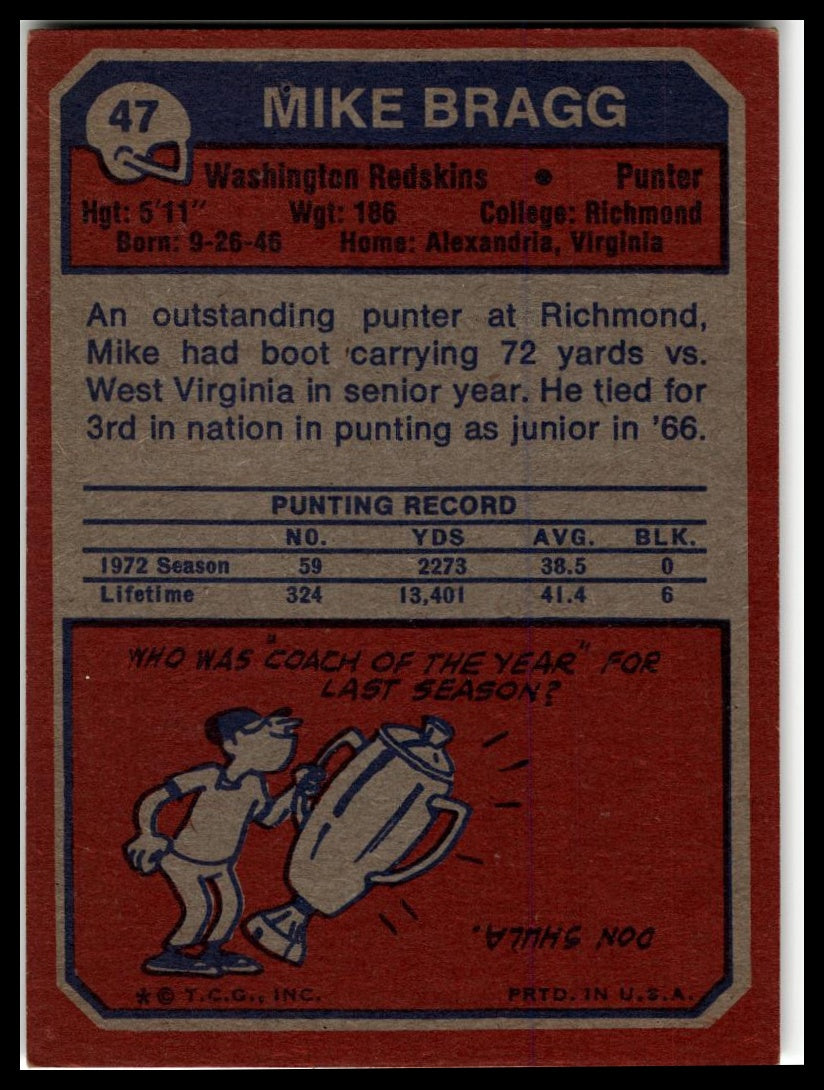 47
MIKE BRAGG
Washington Redskins • Punter
Hgt: 5'11" Wgt: 186 College: Richmond
Born: 9-26-46 Home: Alexandria, Virginia
An outstanding punter at Richmond,
Mike had boot carrying 72 yards vs.
West Virginia in senior year. He tied for
3rd in nation in punting as junior in '66.
PUNTING RECORD
NO. YDS AVG. BLK.
1972 Season 59 2273 38.5 0
Lifetime 324 13,401 41.4 6
WHO WAS "COACH OF THE YEAR" FOR
LAST SEASON?
DON SHULA.
* © T.C.G., INC. PRTD. IN U.S.A.